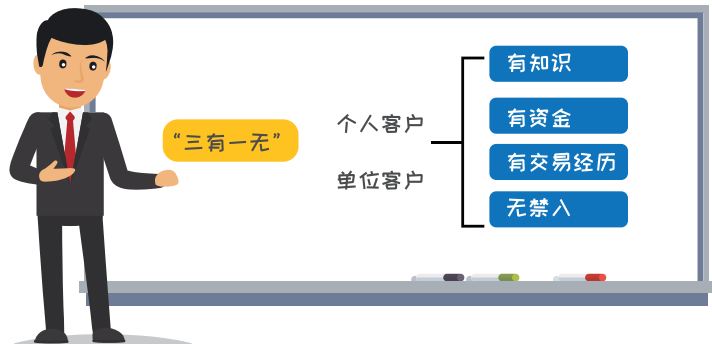 “三有一无”
个人客户
单位客户
有知识
有资金
有交易经历
无禁入